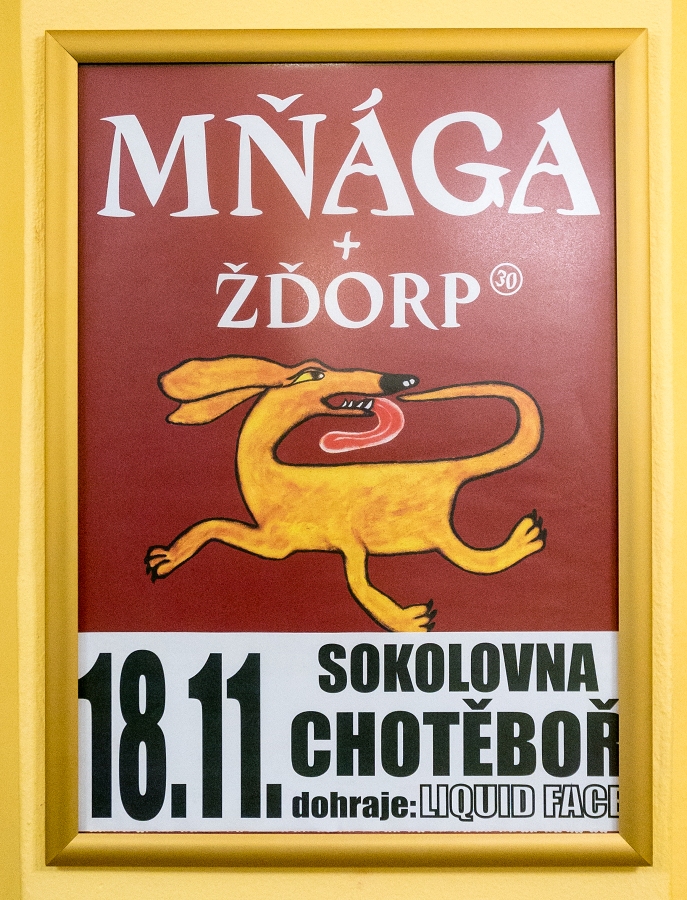 MŇÁGA
+
ŽĎORP 30
18.11.
SOKOLOVNA
CHOTĚBOŘ
dohraje: LIQUID FACE